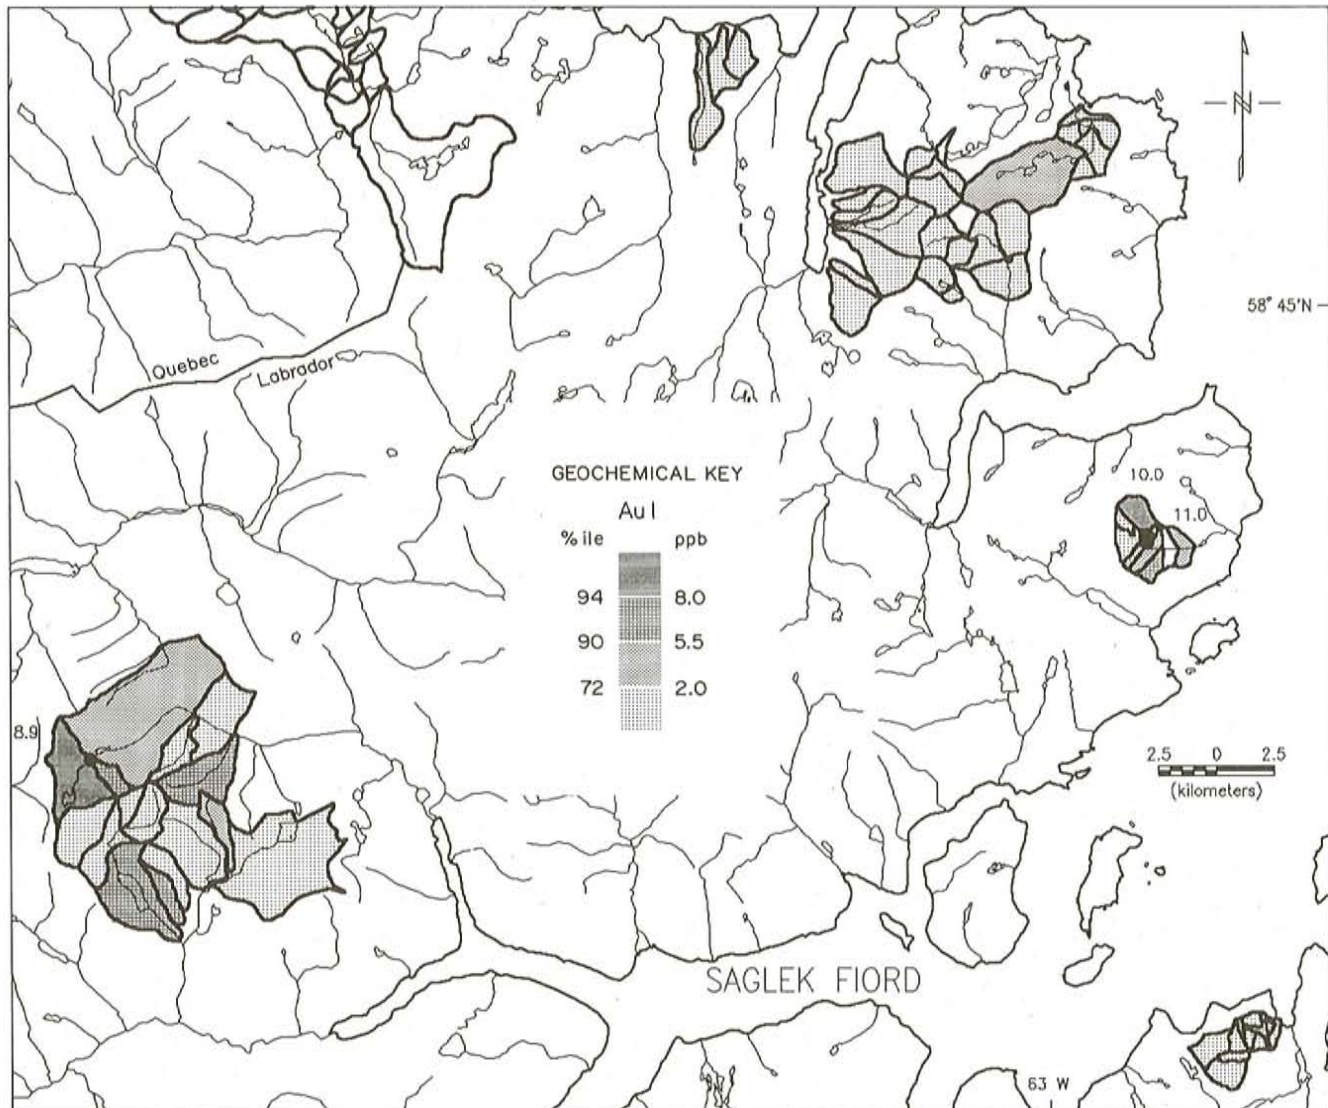 N
58° 45'N
Quebec
Labrador
10.0
11.0
GEOCHEMICAL KEY
Au I
% ile ppb
94 8.0
90 5.5
72 2.0
8.9
2.5 0 2.5
(kilometers)
SAGLEK FIORD
63 W